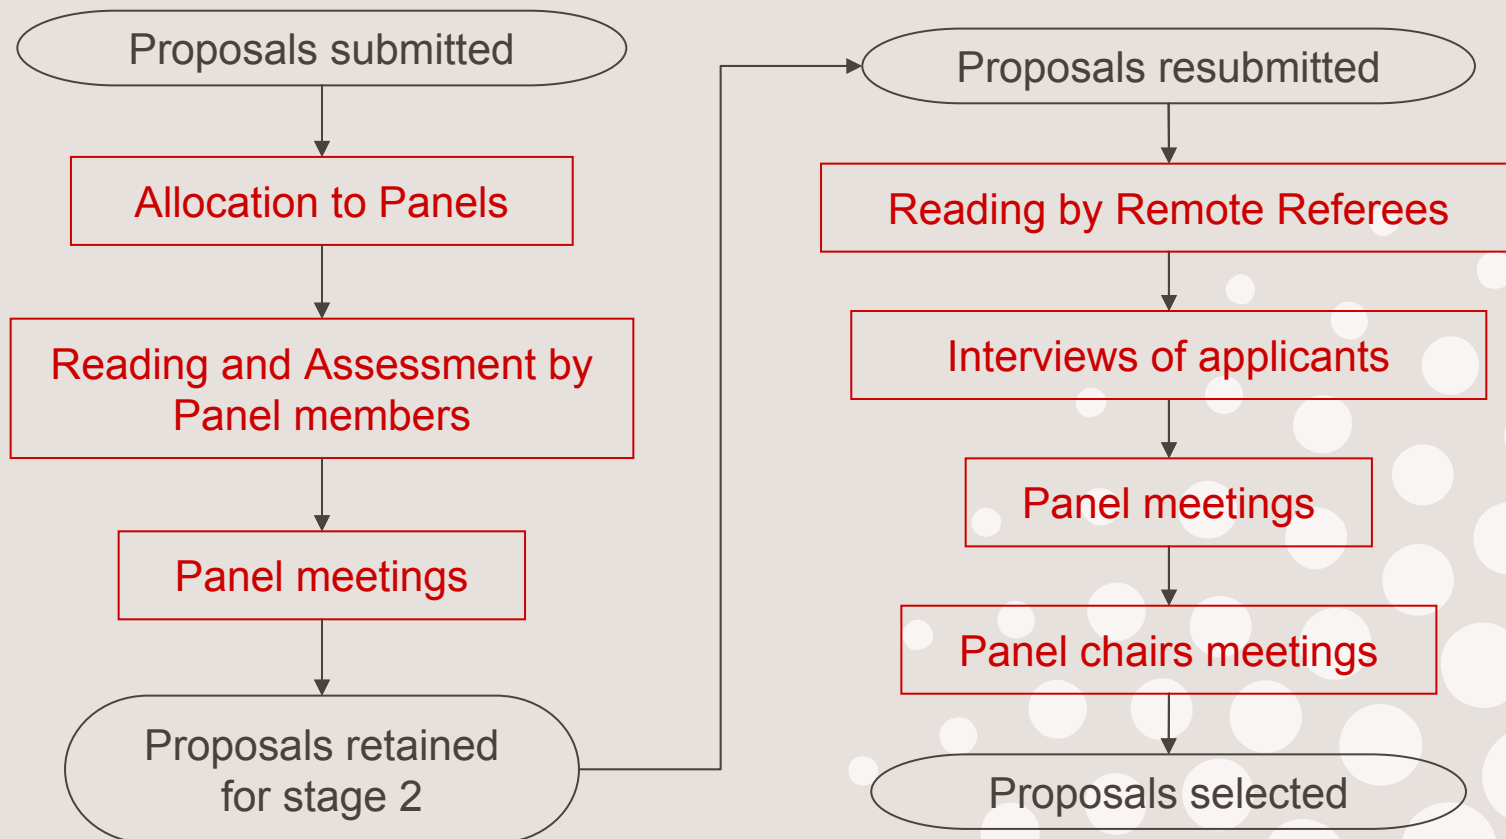 Proposals submitted
Allocation to Panels
Reading and Assessment by
Panel members
Panel meetings
Proposals retained
for stage 2
Proposals resubmitted
Reading by Remote Referees
Interviews of applicants
Panel meetings
Panel chairs meetings
Proposals selected